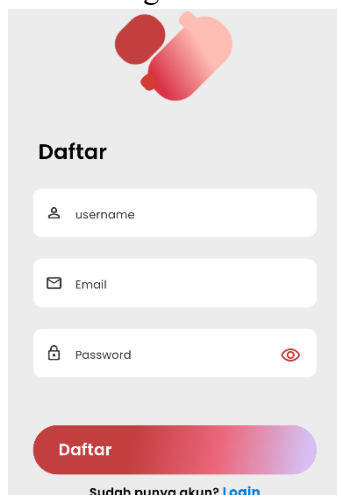 Daftar
username
Email
Password
Daftar
Sudah punya akun? Login